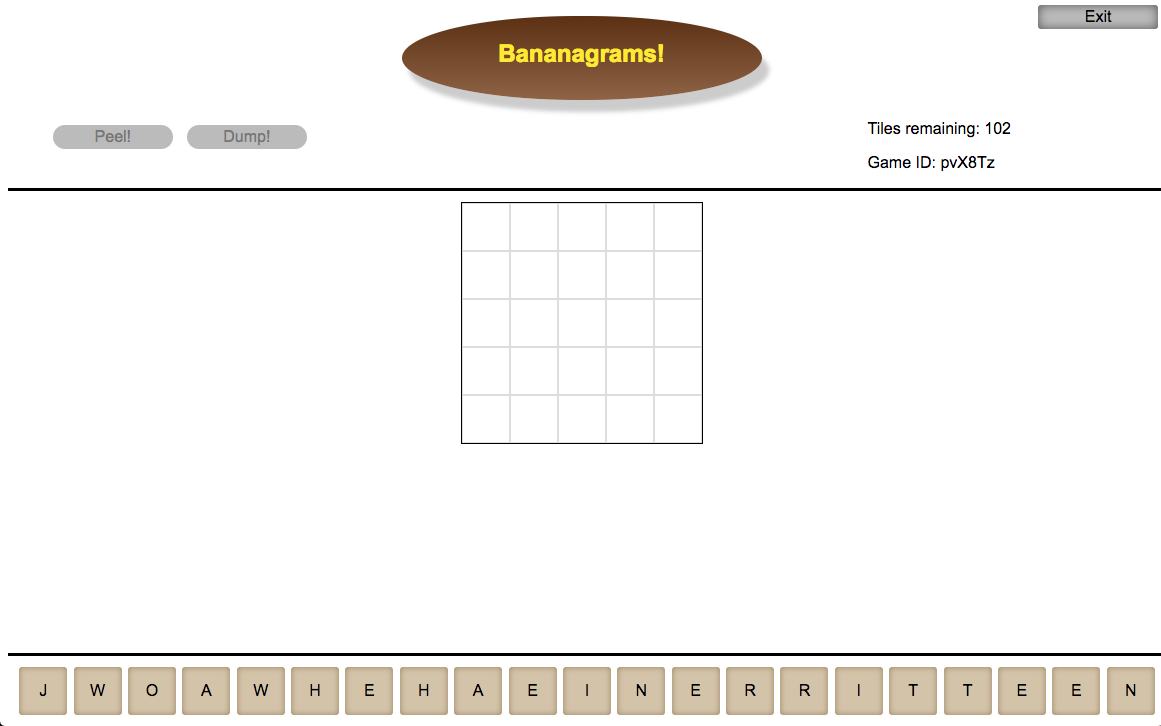 Exit
Bananagrams!
Peel! Dump!
Tiles remaining: 102
Game ID: pvX8Tz
J W O A W H E H A E I N E R R I T T E E N